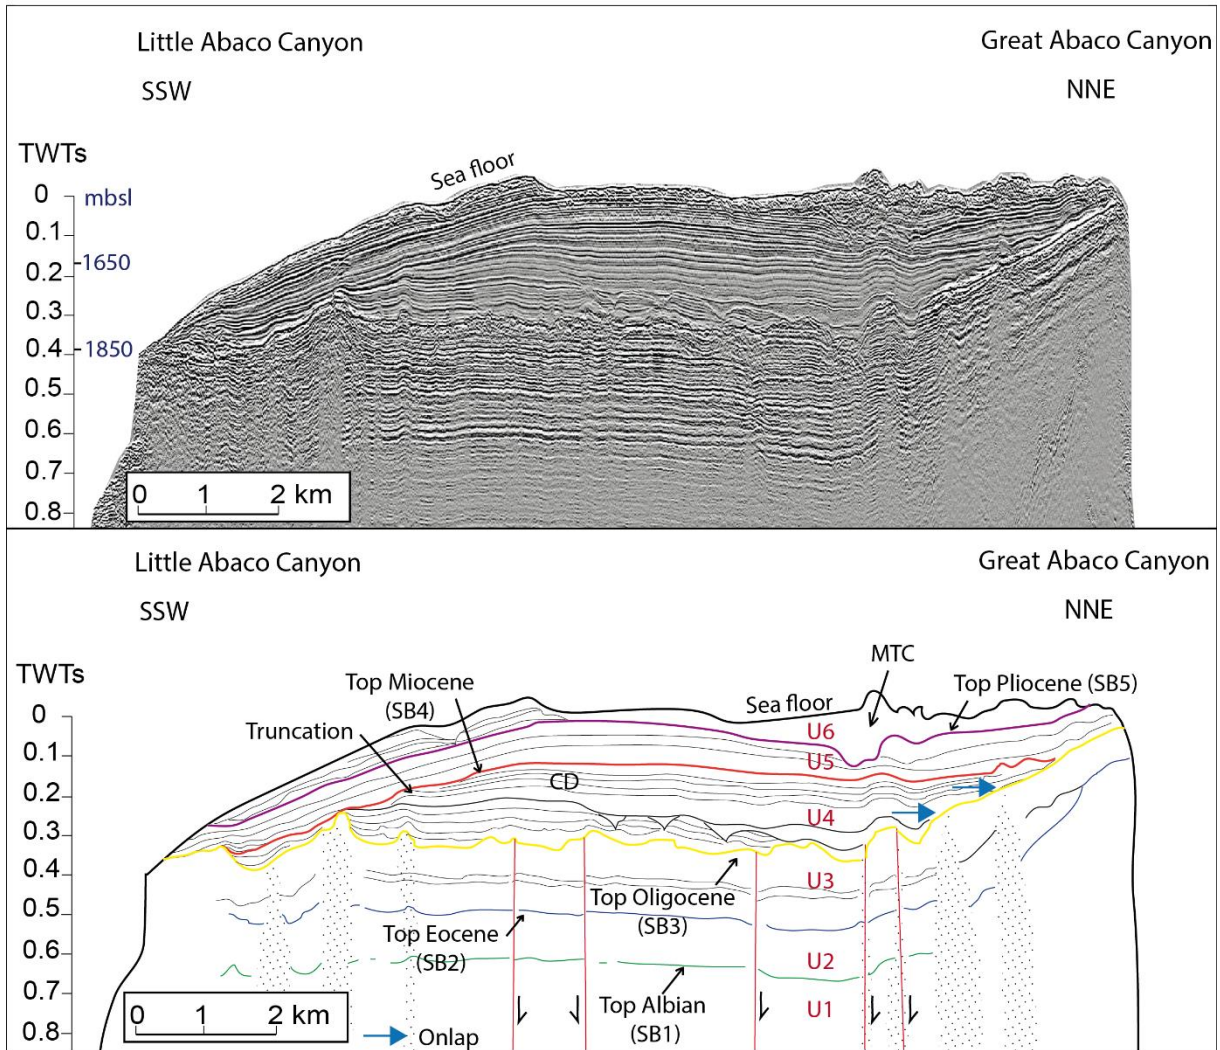 Little Abaco Canyon
Great Abaco Canyon
SSW
NNE
TWTs
Sea floor
0
mbsl
0.1
1650
0.2
0.3
0.4
1850
0.5
0.6
0.7
0.8
0 1 2 km
Little Abaco Canyon
Great Abaco Canyon
SSW
NNE
TWTs
MTC
Top Miocene
(SB4)
Top Pliocene (SB5)
Sea floor
Truncation
0
0.1
0.2
0.3
0.4
0.5
0.6
0.7
0.8
U6
U5
CD
U4
U3
Top Oligocene
(SB3)
Top Eocene
(SB2)
U2
Top Albian
(SB1)
U1
0 1 2 km
Onlap